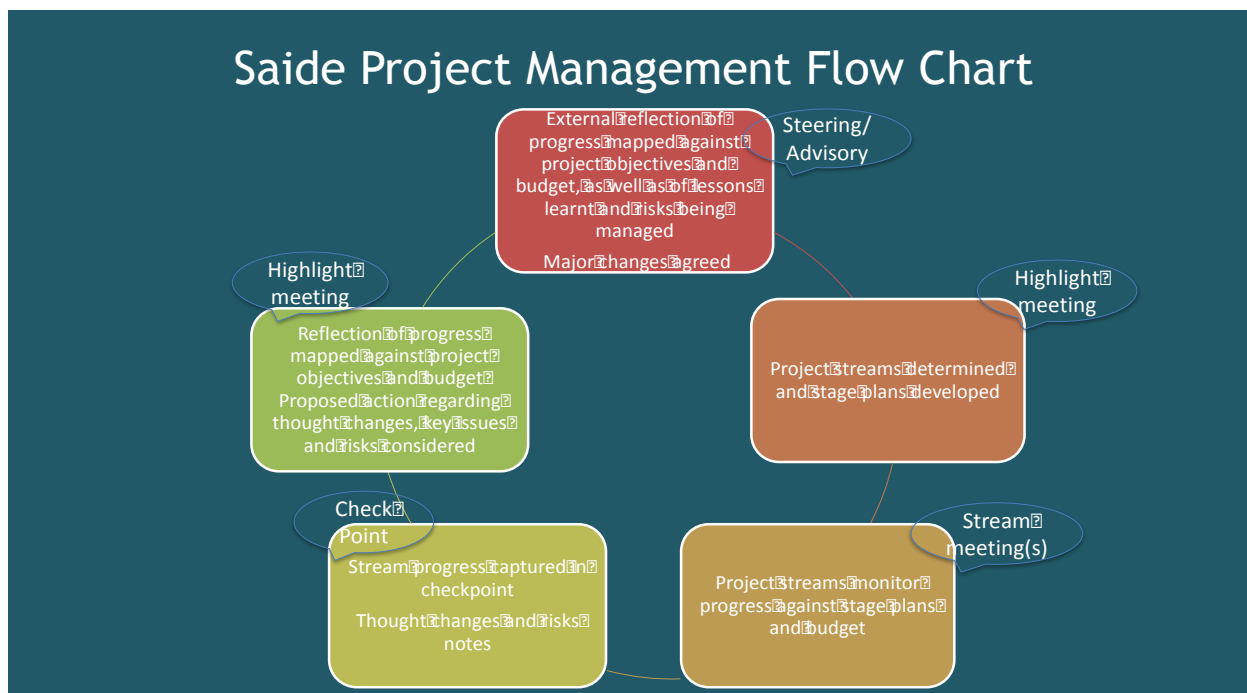 Saide Project Management Flow Chart
External reflection of
progress mapped against
project objectives and
budget, as well as of lessons
learnt and risks being
managed
Major changes agreed
Steering/
Advisory
Highlight
meeting
Project streams determined
and stage plans developed
Stream
meeting(s)
Project streams monitor
progress against stage plans
and budget
Check
Point
Stream progress captured in
checkpoint
Thought changes and risks
notes
Highlight
meeting
Reflection of progress
mapped against project
objectives and budget
Proposed action regarding
thought changes, key issues
and risks considered